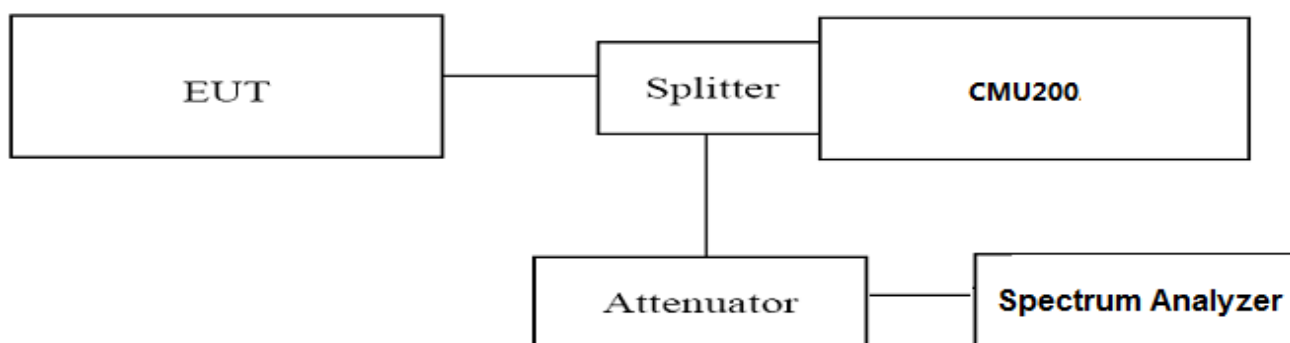 EUT
Splitter
CMU200
Attenuator
Spectrum Analyzer